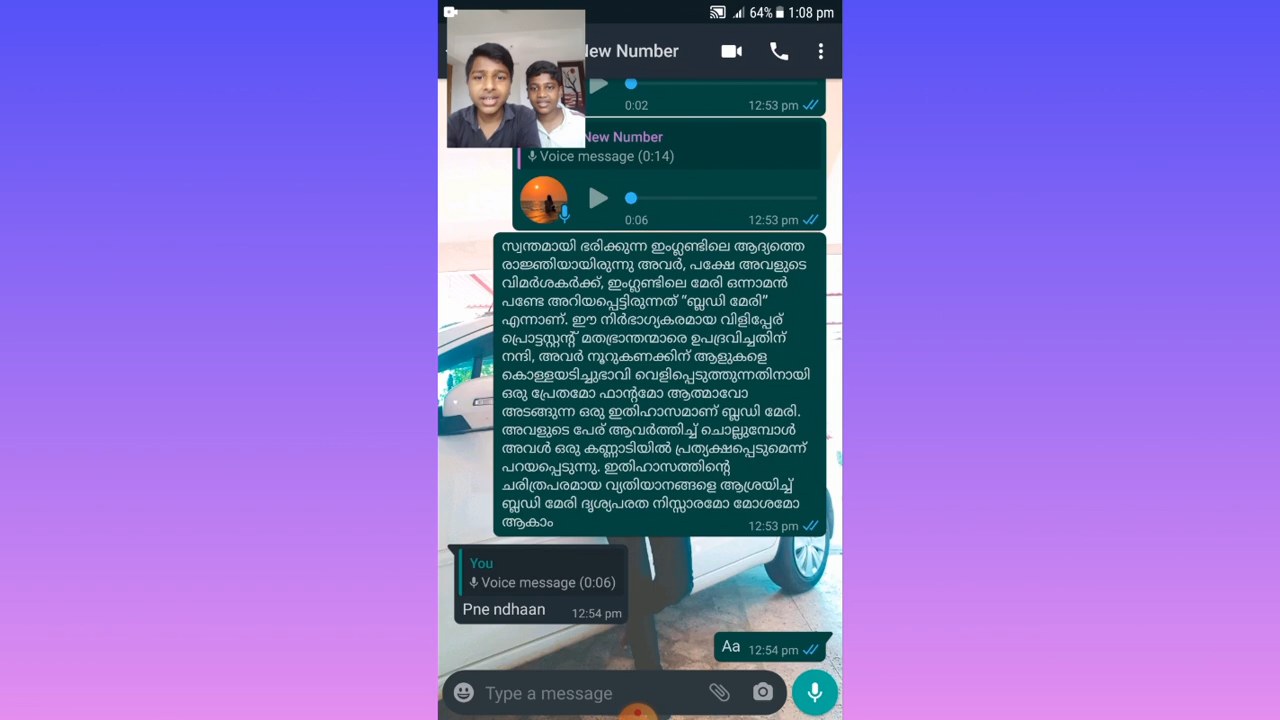 64% 1:08 pm
New Number
0:02 12:53 pm
New Number
Voice message (0:14)
0:06 12:53 pm
സ്വന്തമായി ഭരിക്കുന്ന ഇംഗ്ലണ്ടിലെ ആദ്യത്തെ
രാജ്ഞിയായിരുന്നു അവർ, പക്ഷേ അവളുടെ
വിമർശകർക്ക്, ഇംഗ്ലണ്ടിലെ മേരി ഒന്നാമൻ
പണ്ടേ അറിയപ്പെട്ടിരുന്നത് “ബ്ലഡി മേരി”
എന്നാണ്. ഈ നിർഭാഗ്യകരമായ വിളിപ്പേര്
പ്രൊട്ടസ്റ്റന്റ് മതഭ്രാന്തന്മാരെ ഉപദ്രവിച്ചതിന്
നന്ദി, അവർ നൂറുകണക്കിന് ആളുകളെ
കൊള്ളയടിച്ചുഭാവി വെളിപ്പെടുത്തുന്നതിനായി
ഒരു പ്രേതമോ ഫാന്റമോ ആത്മാവോ
അടങ്ങുന്ന ഒരു ഇതിഹാസമാണ് ബ്ലഡി മേരി.
അവളുടെ പേര് ആവർത്തിച്ച് ചൊല്ലുമ്പോൾ
അവൾ ഒരു കണ്ണാടിയിൽ പ്രത്യക്ഷപ്പെടുമെന്ന്
പറയപ്പെടുന്നു. ഇതിഹാസത്തിന്റെ
ചരിത്രപരമായ വ്യതിയാനങ്ങളെ ആശ്രയിച്ച്
ബ്ലഡി മേരി ദൃശ്യപരത നിസ്സാരമോ മോശമോ
ആകാം 12:53 pm
You
Voice message (0:06)
Pne ndhaan 12:54 pm
Aa 12:54 pm
Type a message